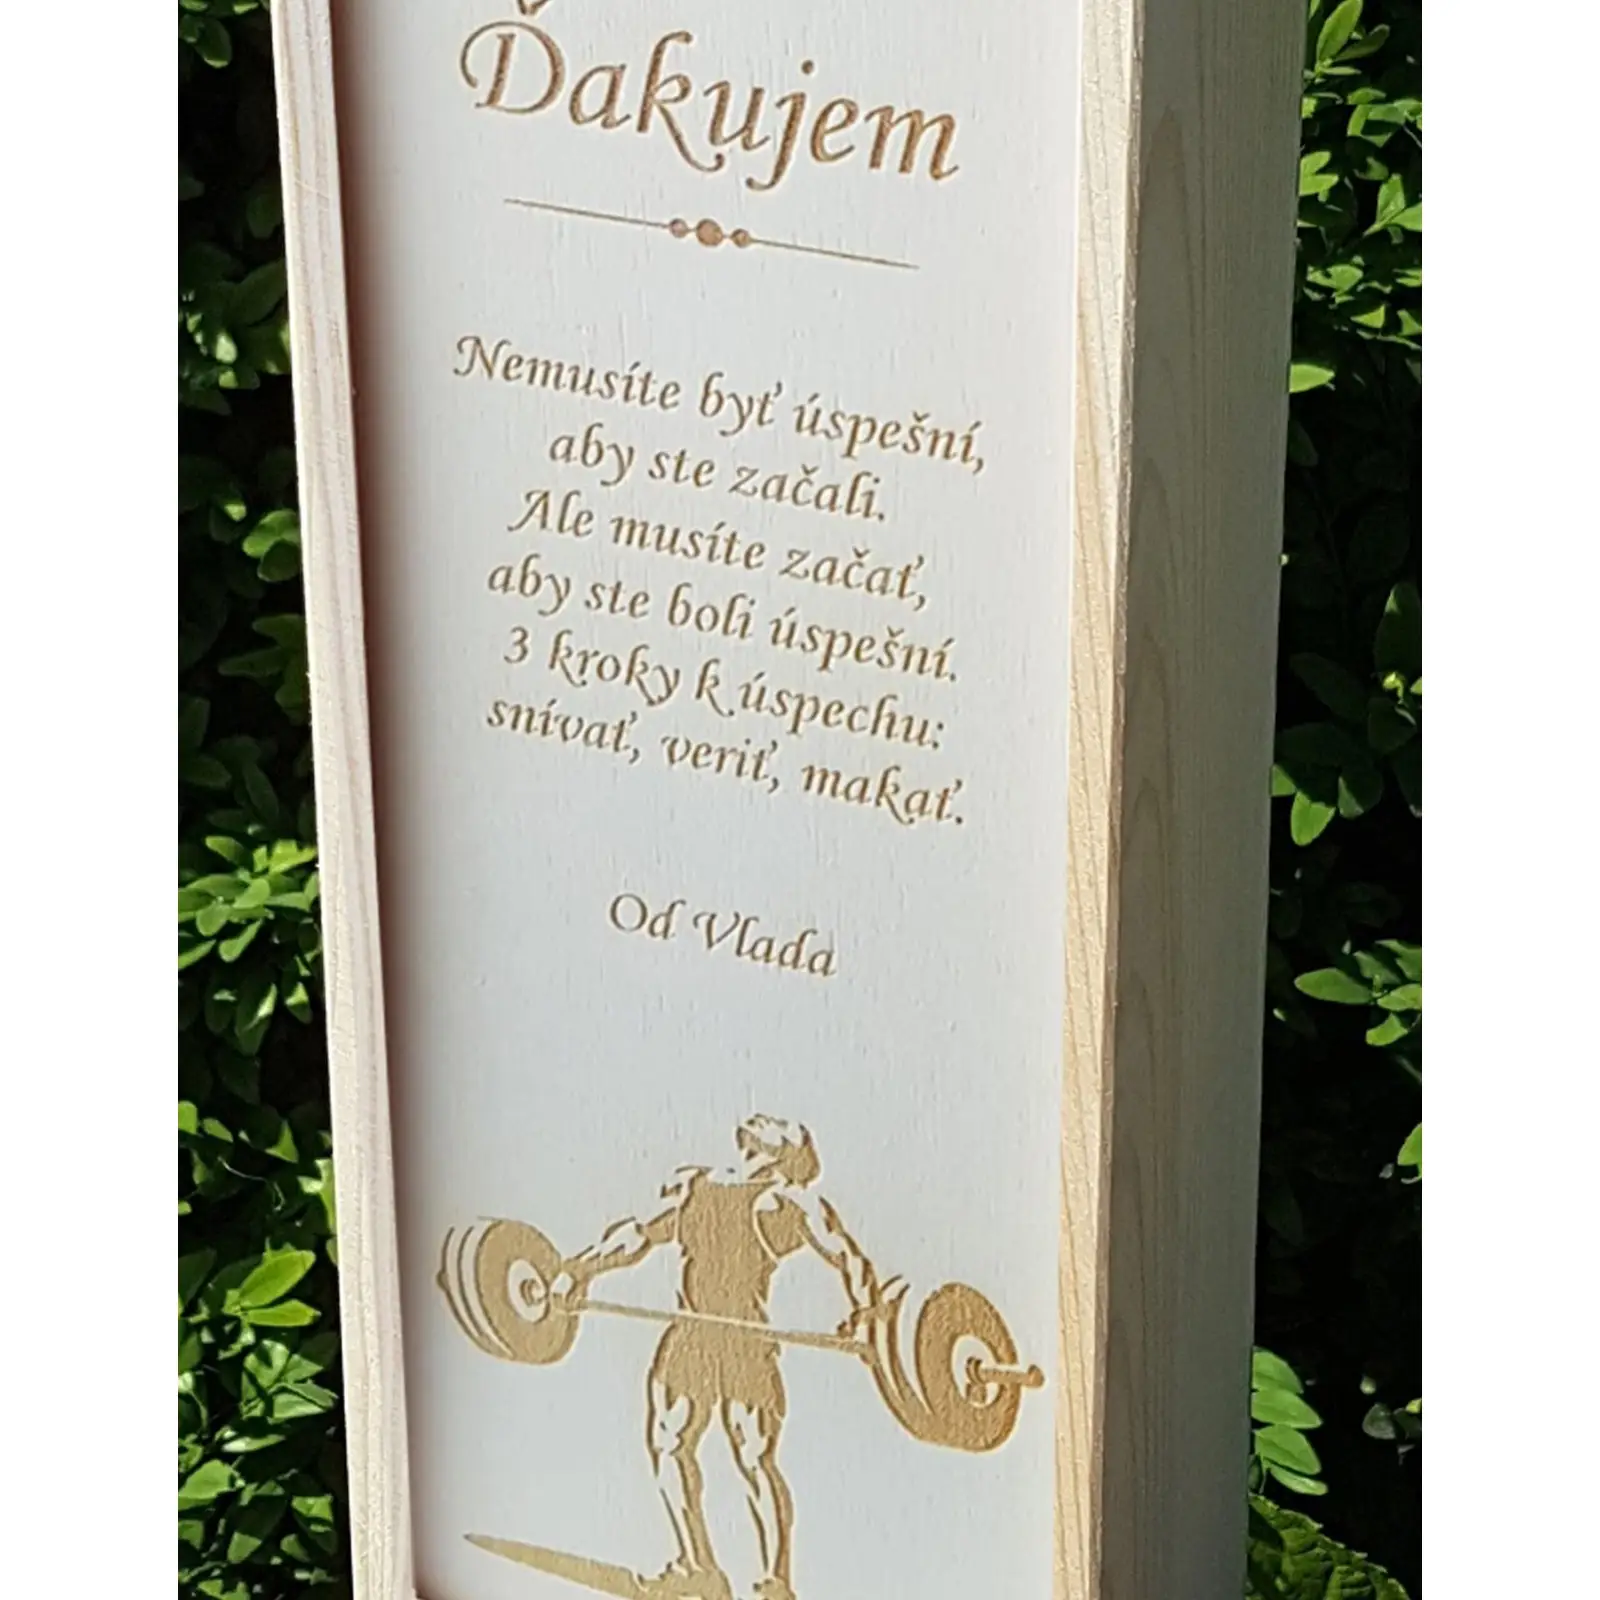 Ďakujem
Nemusíte byť úspešní,
aby ste začali.
Ale musíte začať,
aby ste boli úspešní.
3 kroky k úspechu:
snívať, veriť, makať.
Od Vlada